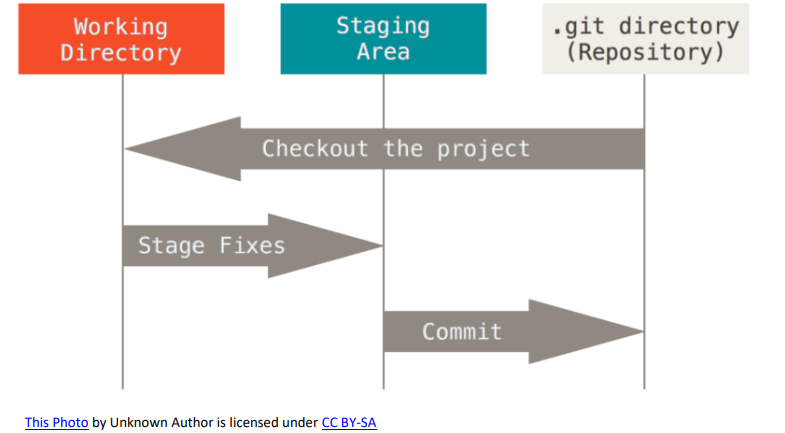 Working
Directory
Staging
Area
.git directory
(Repository)
Checkout the project
Stage Fixes
Commit
This Photo by Unknown Author is licensed under CC BY-SA